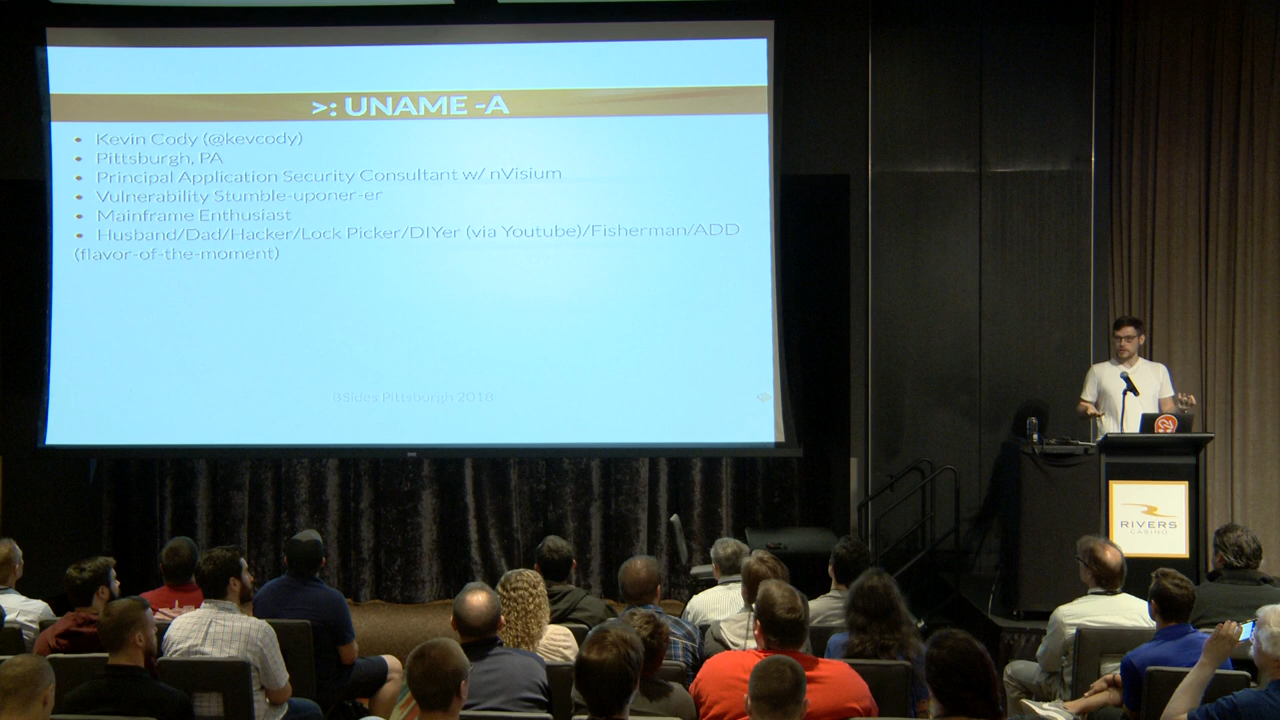 >: UNAME -A
• Kevin Cody (@kevcody)
• Pittsburgh, PA
• Principal Application Security Consultant w/ nVisium
• Vulnerability Stumble-uponer-er
• Mainframe Enthusiast
• Husband/Dad/Hacker/Lock Picker/DIYer (via Youtube)/Fisherman/ADD
(flavor-of-the-moment)
BSides Pittsburgh 2018
RIVERS
CASINO